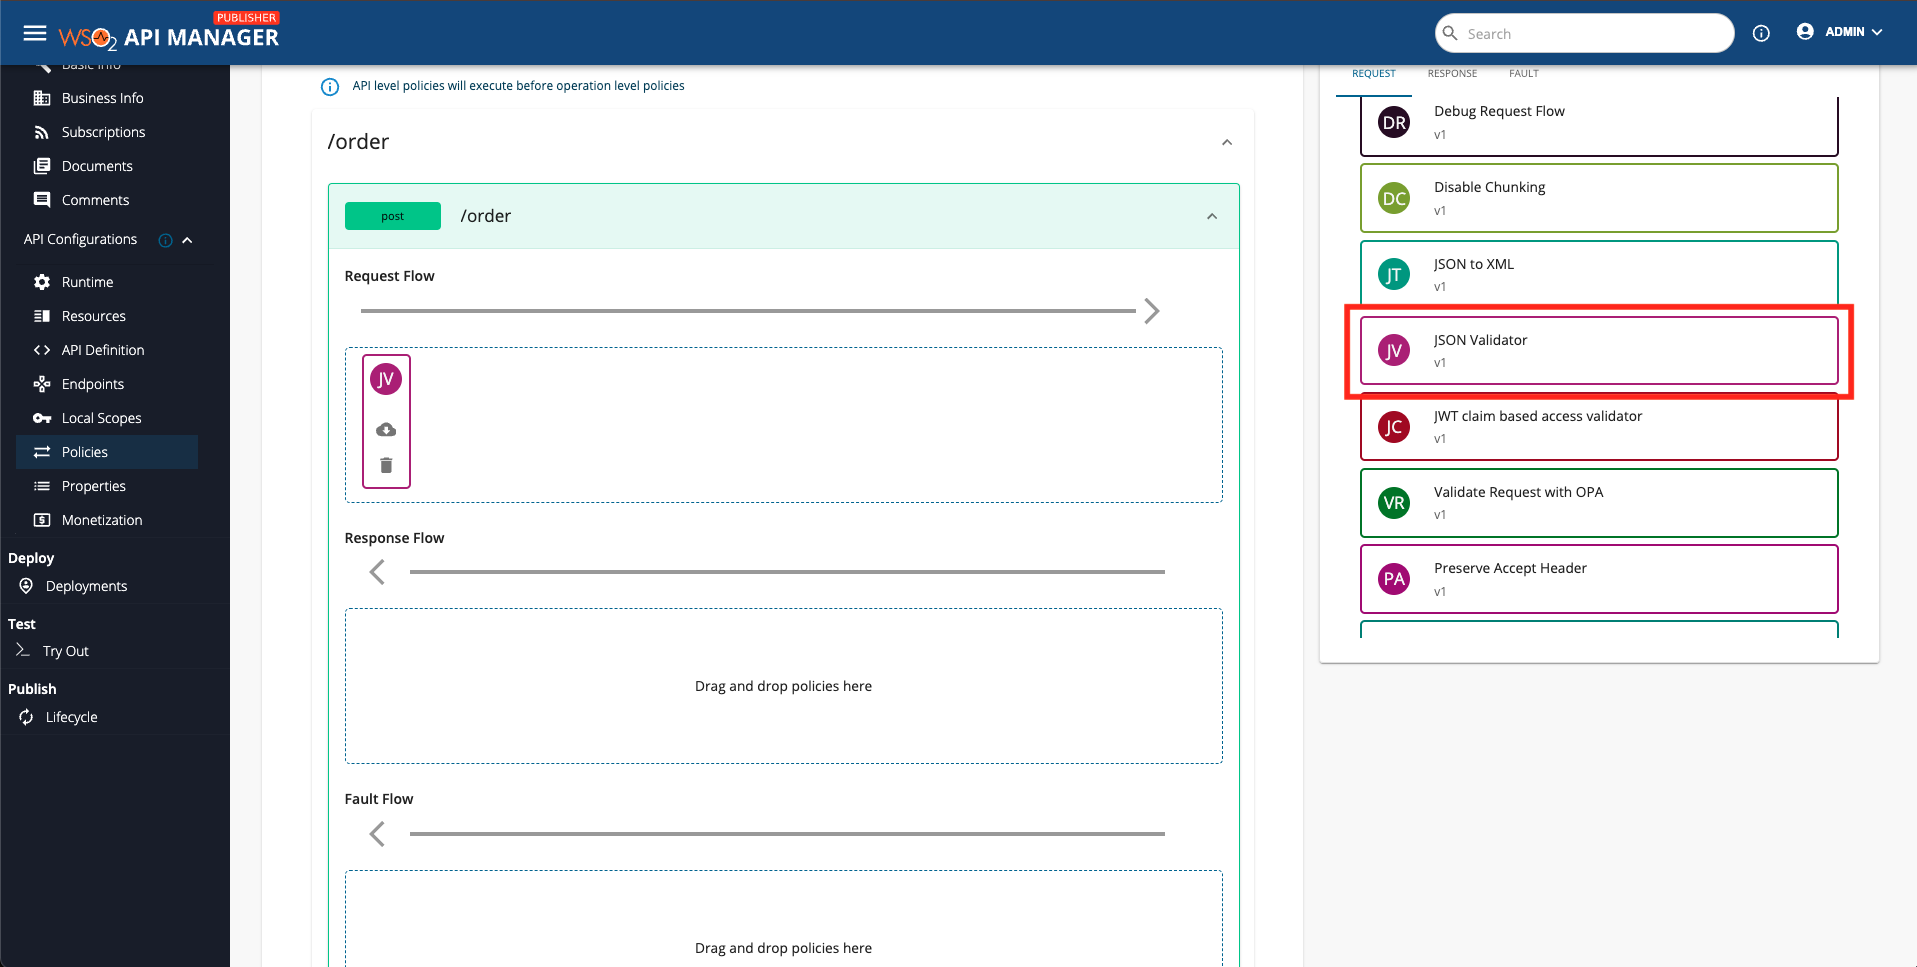 PUBLISHER
WSO2 API MANAGER
Search
ADMIN
Basic Info
Business Info
Subscriptions
Documents
Comments
API Configurations
Runtime
Resources
API Definition
Endpoints
Local Scopes
Policies
Properties
Monetization
Deploy
Deployments
Test
Try Out
Publish
Lifecycle
API level policies will execute before operation level policies
/order
post /order
Request Flow
JV
Response Flow
Drag and drop policies here
Fault Flow
Drag and drop policies here
REQUEST RESPONSE FAULT
DR Debug Request Flow
v1
DC Disable Chunking
v1
JT JSON to XML
v1
JV JSON Validator
v1
JC JWT claim based access validator
v1
VR Validate Request with OPA
v1
PA Preserve Accept Header
v1